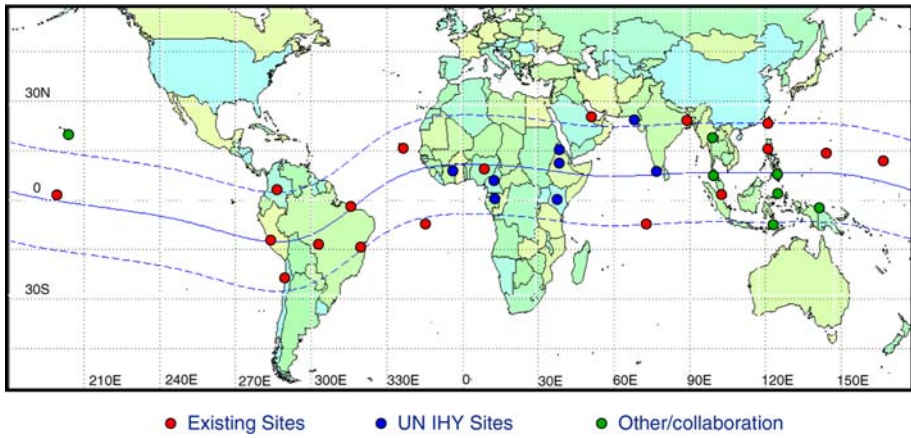 30N
0
30S
210E 240E 270E 300E 330E 0 30E 60E 90E 120E 150E
Existing Sites UN IHY Sites Other/collaboration